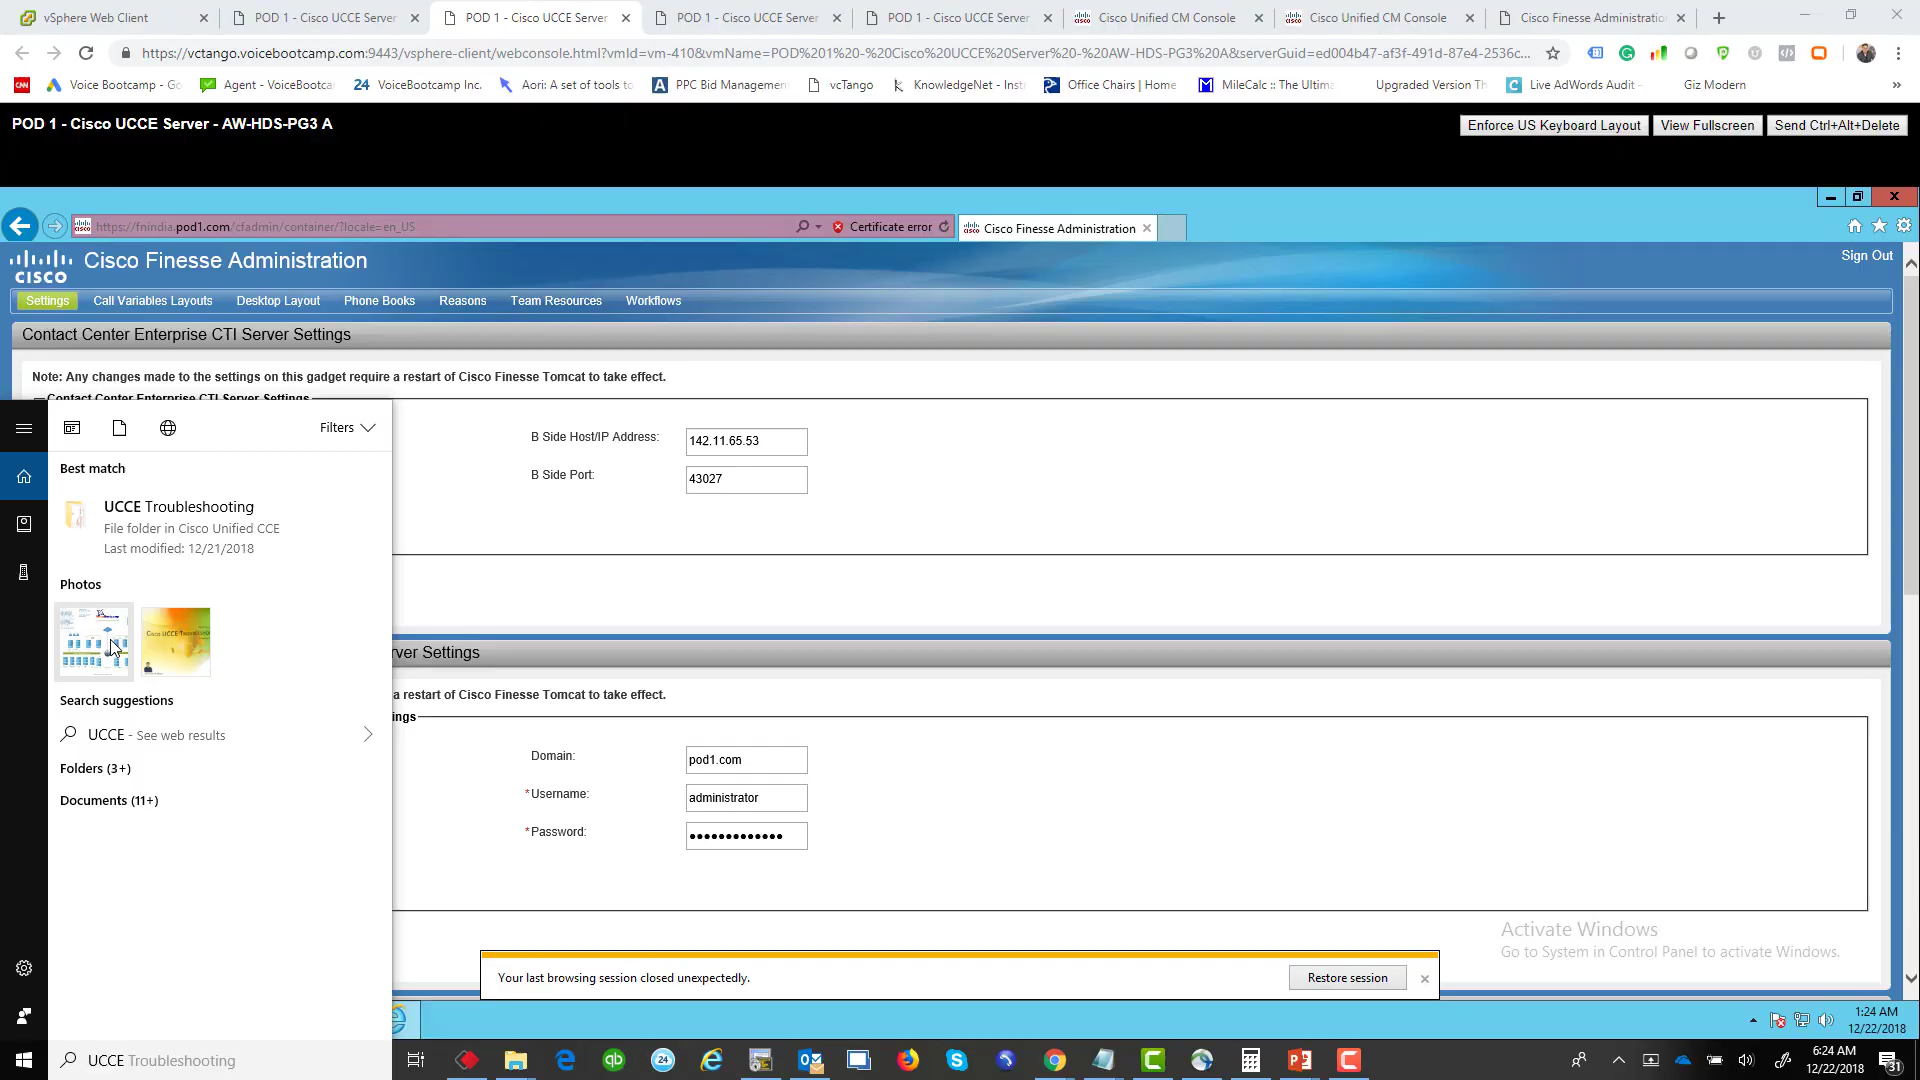 vSphere Web Client
POD 1 - Cisco UCCE Server
POD 1 - Cisco UCCE Server
POD 1 - Cisco UCCE Server
POD 1 - Cisco UCCE Server
Cisco Unified CM Console
Cisco Unified CM Console
Cisco Finesse Administratio
https://vctango.voicebootcamp.com:9443/vsphere-client/webconsole.html?vmId=vm-410&vmName=POD%201%20-%20Cisco%20UCCE%20Server%20-%20AW-HDS-PG3%20A&serverGuid=ed004b47-af3f-491d-87e4-2536c...
CNN
Voice Bootcamp - Go
Agent - VoiceBootca
24 VoiceBootCamp Inc.
Aori: A set of tools to
PPC Bid Managemen
vcTango
KnowledgeNet - Inst
Office Chairs | Home
MileCalc :: The Ultima
Upgraded Version Th
Live AdWords Audit -
Giz Modern
»
POD 1 - Cisco UCCE Server - AW-HDS-PG3 A
Enforce US Keyboard Layout
View Fullscreen
Send Ctrl+Alt+Delete
https://fnindia.pod1.com/cfadmin/container/?locale=en_US
Certificate error
Cisco Finesse Administration
cisco
Cisco Finesse Administration
Sign Out
Settings
Call Variables Layouts
Desktop Layout
Phone Books
Reasons
Team Resources
Workflows
Contact Center Enterprise CTI Server Settings
Note: Any changes made to the settings on this gadget require a restart of Cisco Finesse Tomcat to take effect.
Contact Center Enterprise CTI Server Settings
B Side Host/IP Address:
142.11.65.53
B Side Port:
43027
Filters
Best match
UCCE Troubleshooting
File folder in Cisco Unified CCE
Last modified: 12/21/2018
Photos
Search suggestions
UCCE - See web results
Folders (3+)
Documents (11+)
ver Settings
a restart of Cisco Finesse Tomcat to take effect.
ings
Domain:
pod1.com
*Username:
administrator
*Password:
•••••••••••••
Activate Windows
Go to System in Control Panel to activate Windows.
Your last browsing session closed unexpectedly.
Restore session
1:24 AM
12/22/2018
UCCE Troubleshooting
6:24 AM
12/22/2018
31